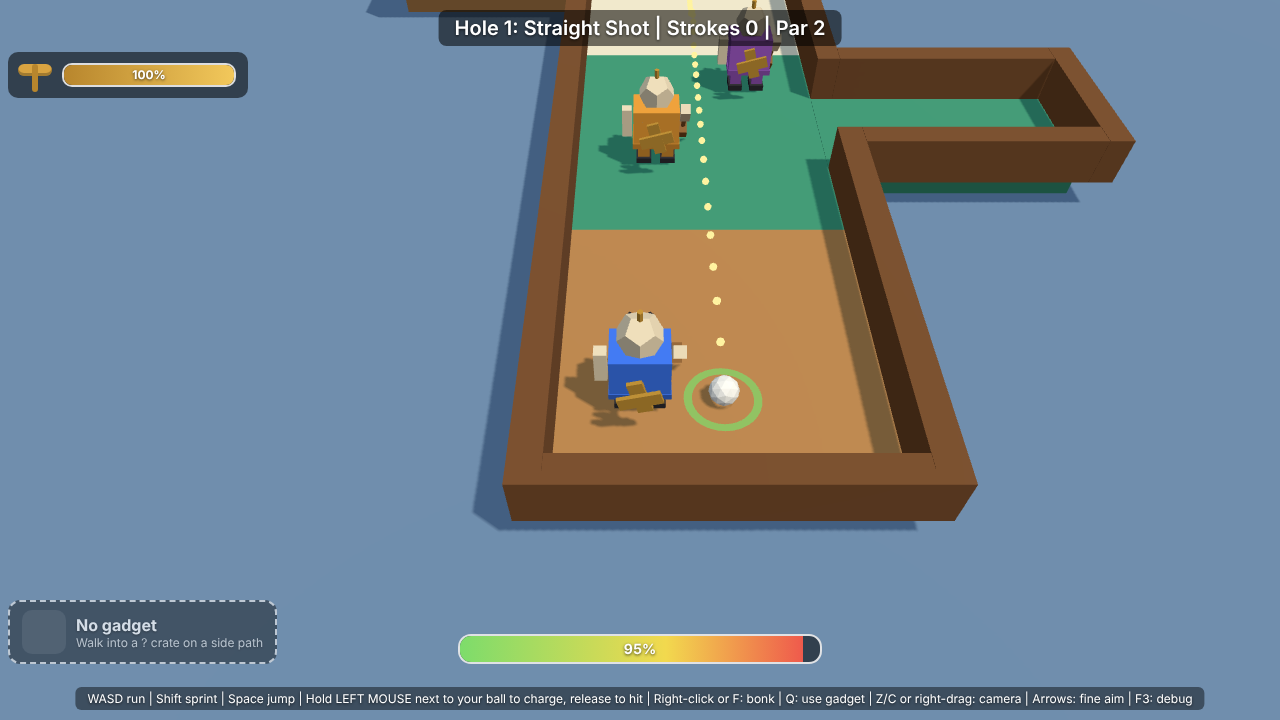 Hole 1: Straight Shot | Strokes 0 | Par 2
100%
No gadget
Walk into a ? crate on a side path
95%
WASD run | Shift sprint | Space jump | Hold LEFT MOUSE next to your ball to charge, release to hit | Right-click or F: bonk | Q: use gadget | Z/C or right-drag: camera | Arrows: fine aim | F3: debug